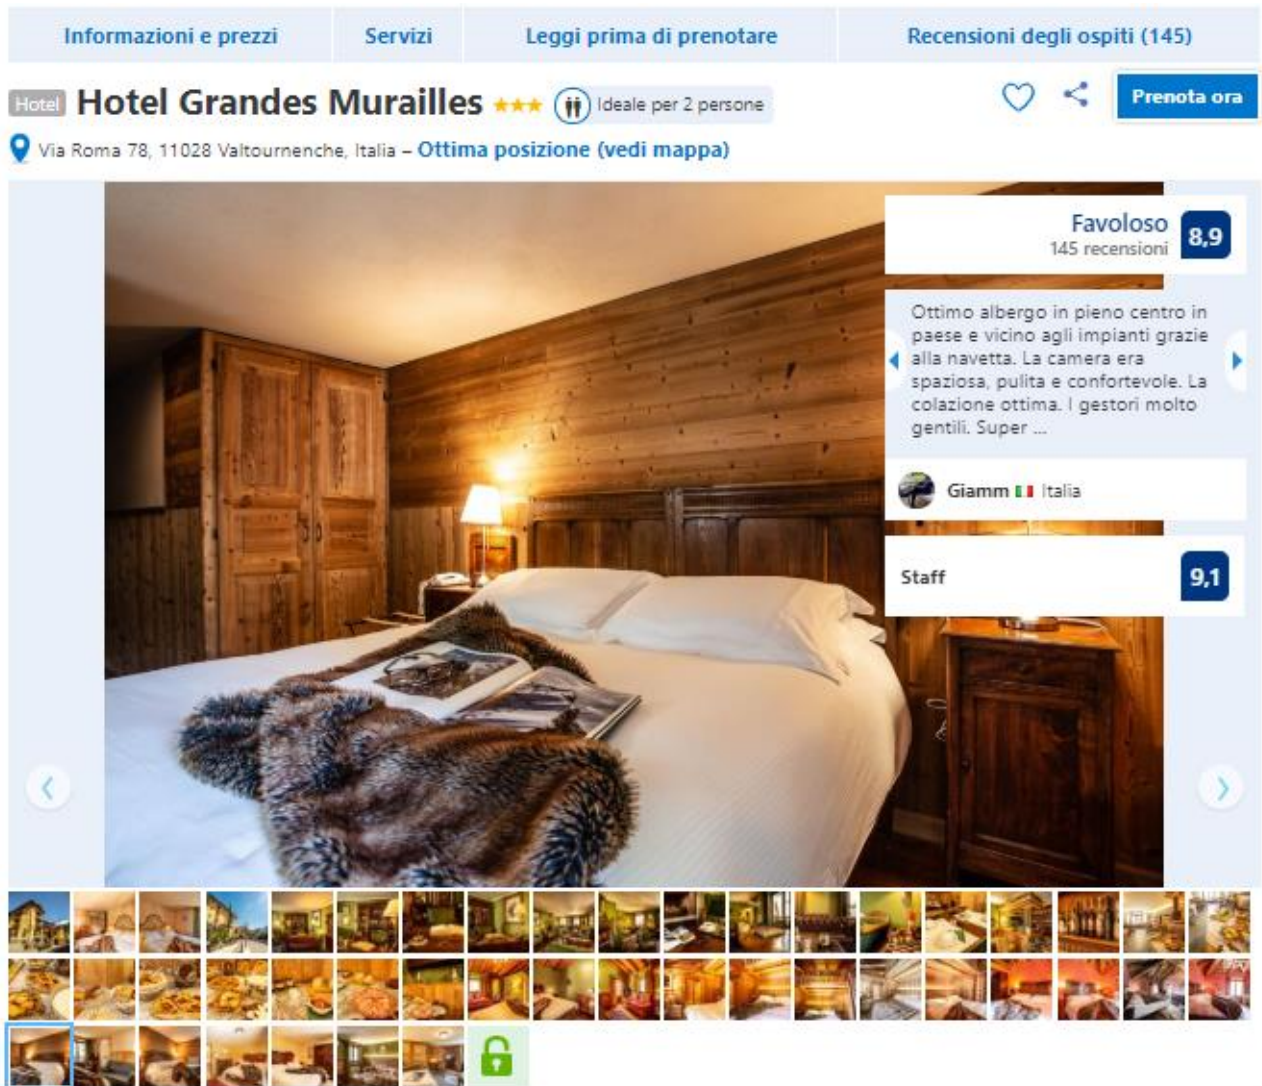 Informazioni e prezzi
Servizi
Leggi prima di prenotare
Recensioni degli ospiti (145)
Hotel Hotel Grandes Murailles Ideale per 2 persone
Prenota ora
Via Roma 78, 11028 Valtournenche, Italia – Ottima posizione (vedi mappa)
Favoloso
145 recensioni
8,9
Ottimo albergo in pieno centro in
paese e vicino agli impianti grazie
alla navetta. La camera era
spaziosa, pulita e confortevole. La
colazione ottima. I gestori molto
gentili. Super ...
Giamm Italia
Staff
9,1